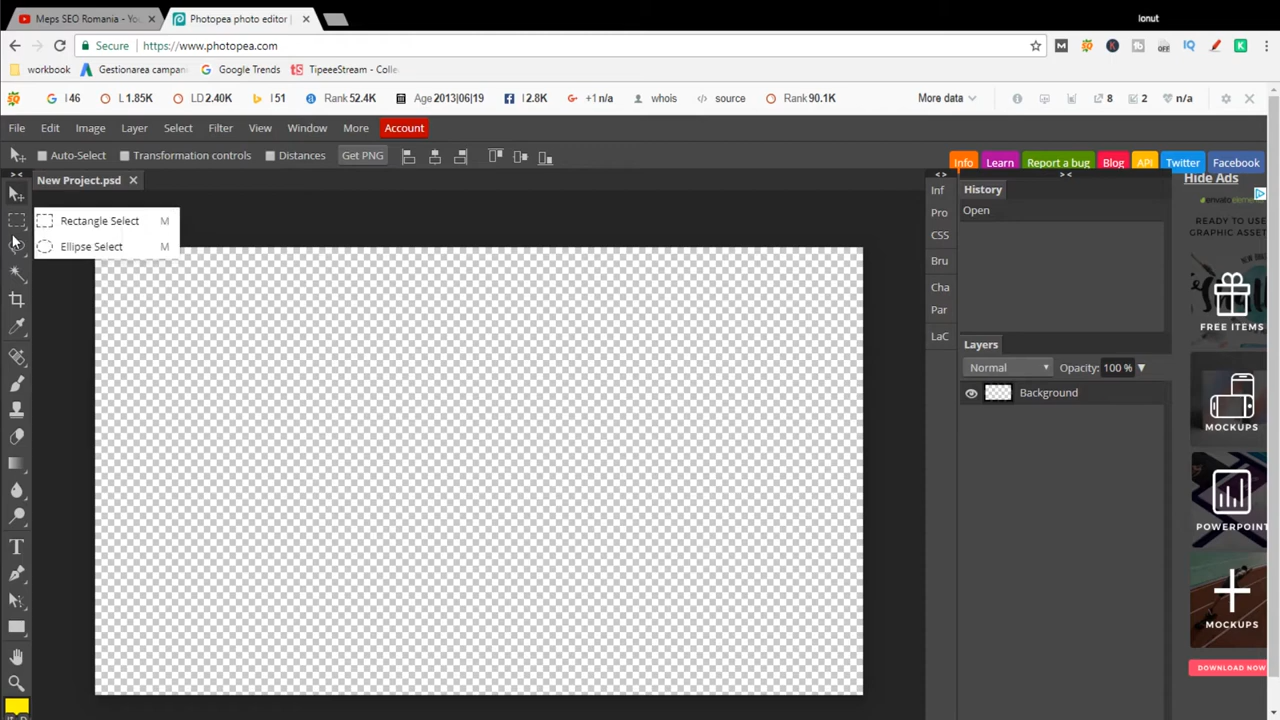 Meps SEO Romania - Yo
Photopea photo editor
Ionut
Secure
https://www.photopea.com
workbook
Gestionarea campan
Google Trends
TipeeeStream - Colle
I 46
L 1.85K
LD 2.40K
I 51
Rank 52.4K
Age 2013|06|19
I 2.8K
+1 n/a
whois
source
Rank 90.1K
More data
8
2
n/a
File
Edit
Image
Layer
Select
Filter
View
Window
More
Account
Auto-Select
Transformation controls
Distances
Get PNG
Info
Learn
Report a bug
Blog
API
Twitter
Facebook
New Project.psd
Hide Ads
Rectangle Select M
Ellipse Select M
Inf
Pro
CSS
Bru
Cha
Par
LaC
History
Open
Layers
Normal
Opacity: 100 %
Background
envato elements
READY TO USE
GRAPHIC ASSET
FREE ITEMS
MOCKUPS
POWERPOINT
MOCKUPS
DOWNLOAD NOW